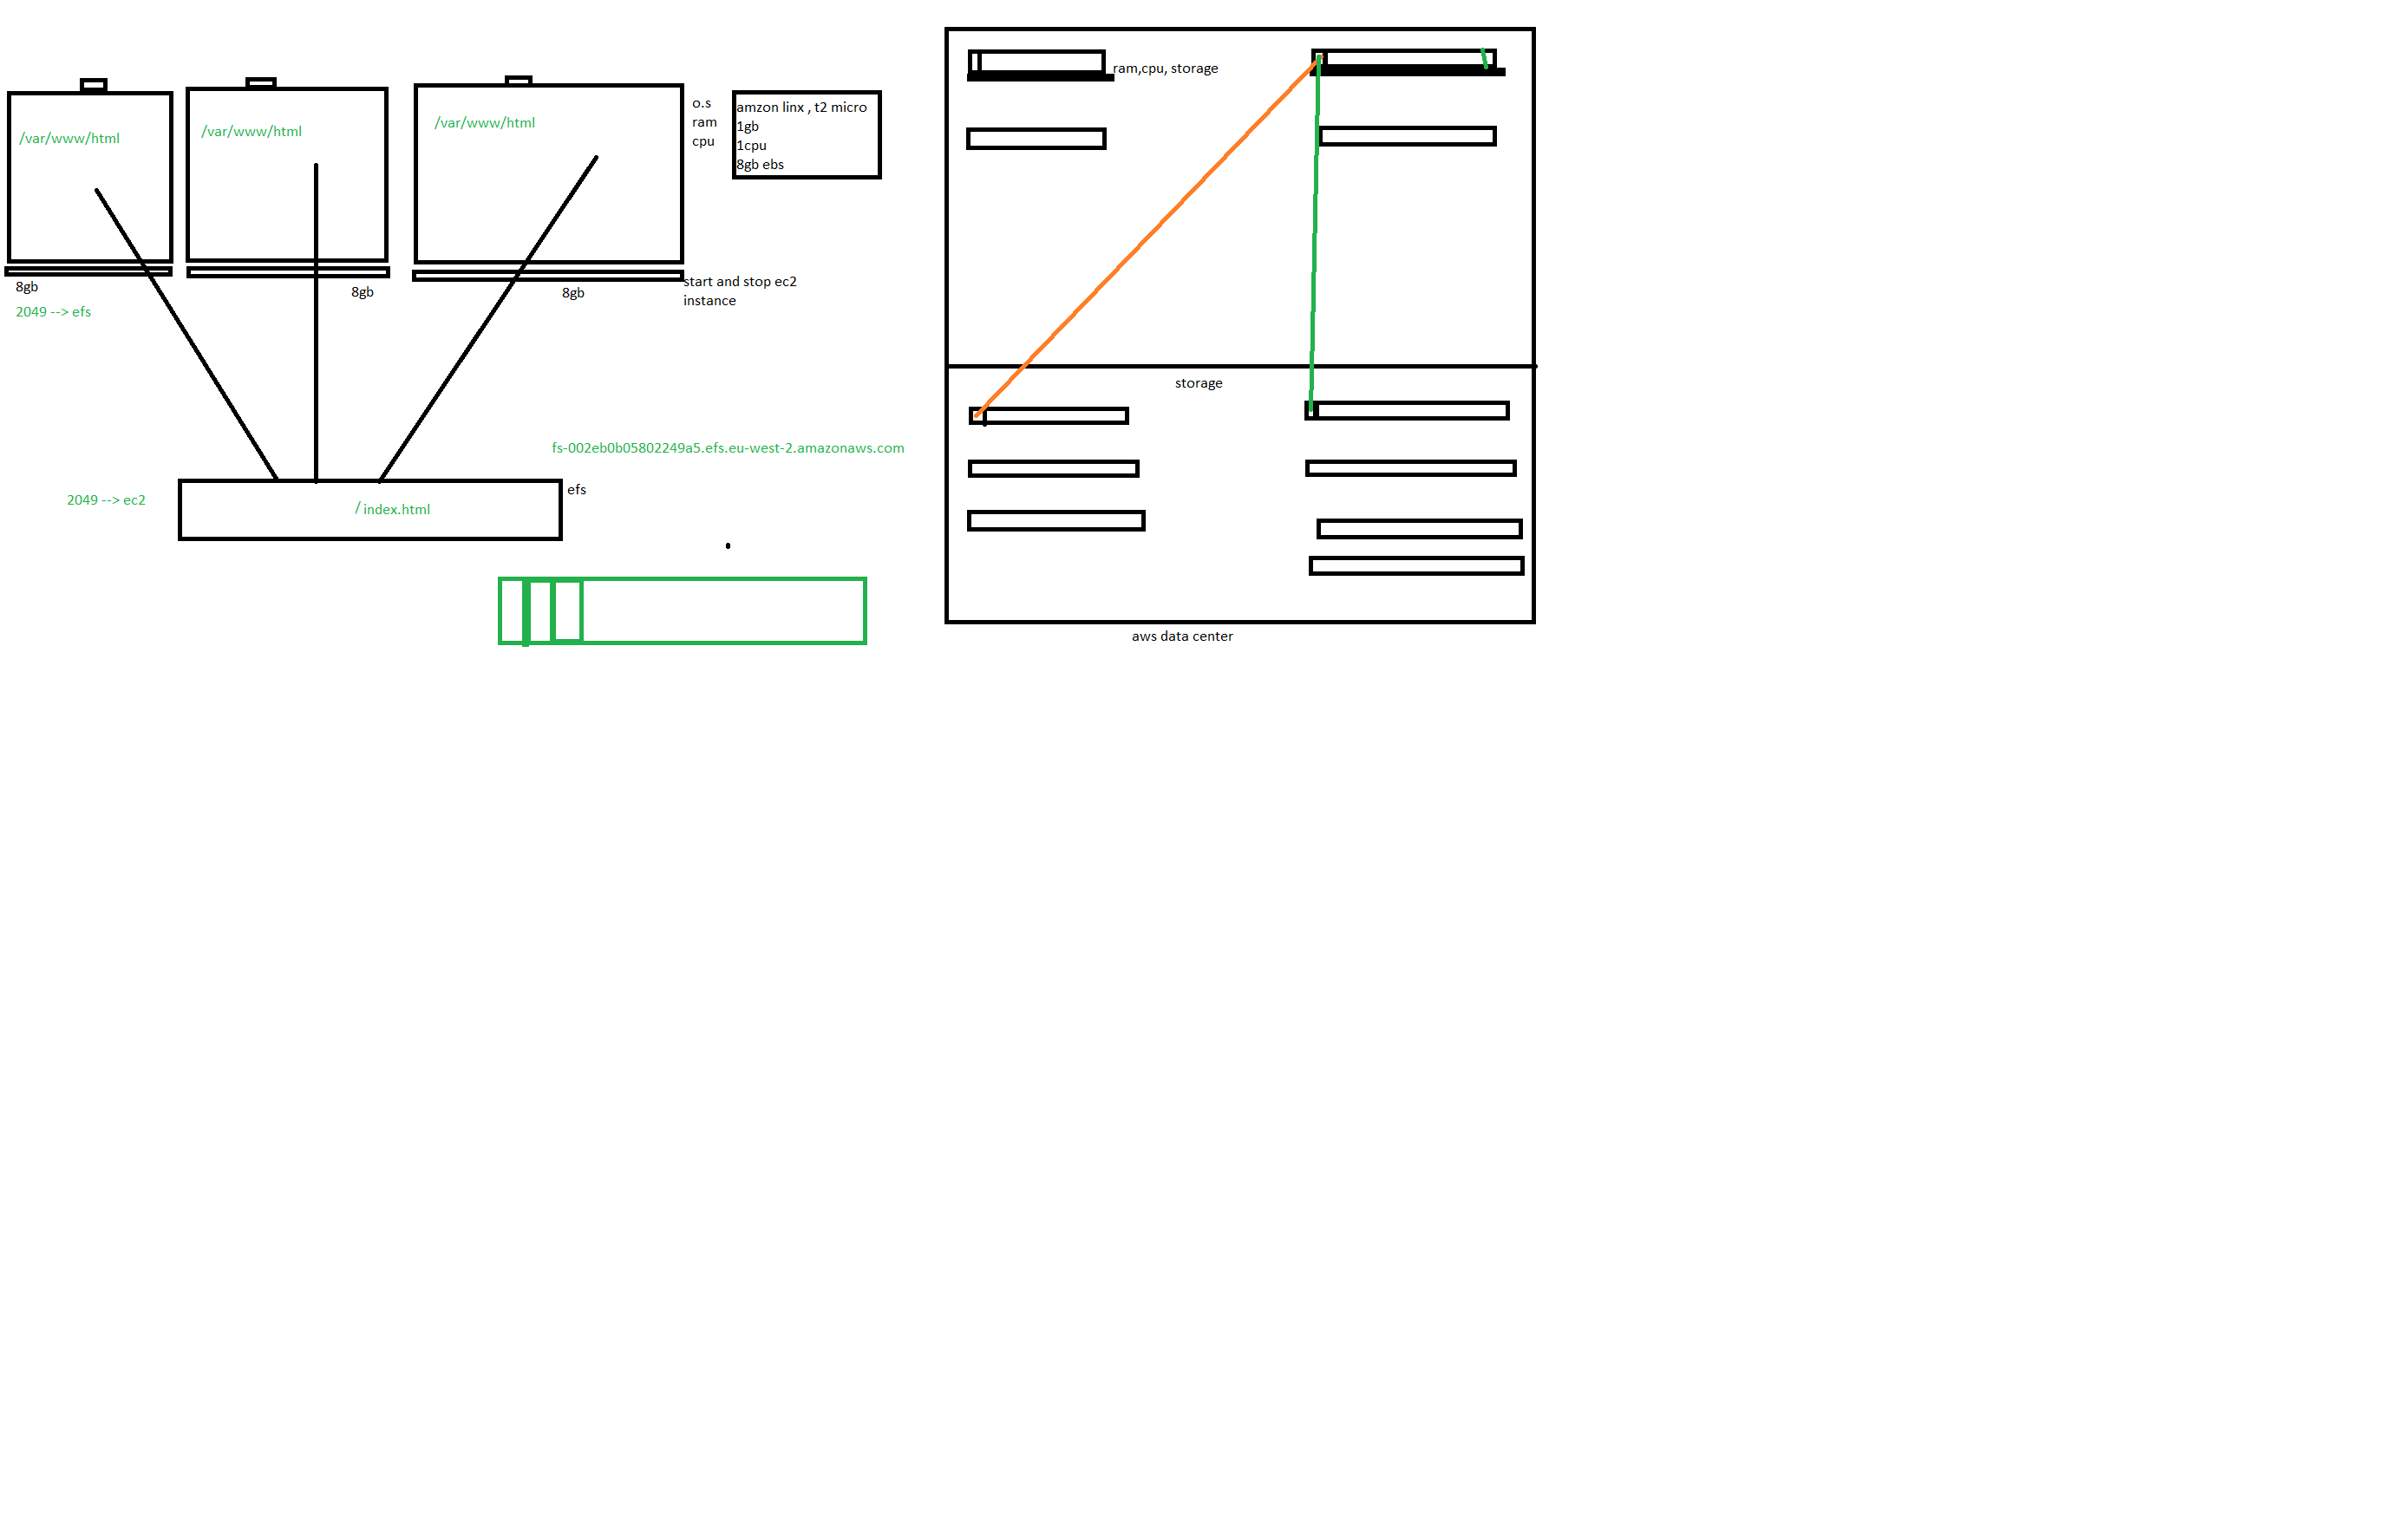 /var/www/html
/var/www/html
/var/www/html
o.s
ram
cpu
amzon linx , t2 micro
1gb
1cpu
8gb ebs
8gb
8gb
8gb
start and stop ec2
instance
2049 --> efs
fs-002eb0b05802249a5.efs.eu-west-2.amazonaws.com
efs
2049 --> ec2
/ index.html
ram,cpu, storage
storage
aws data center